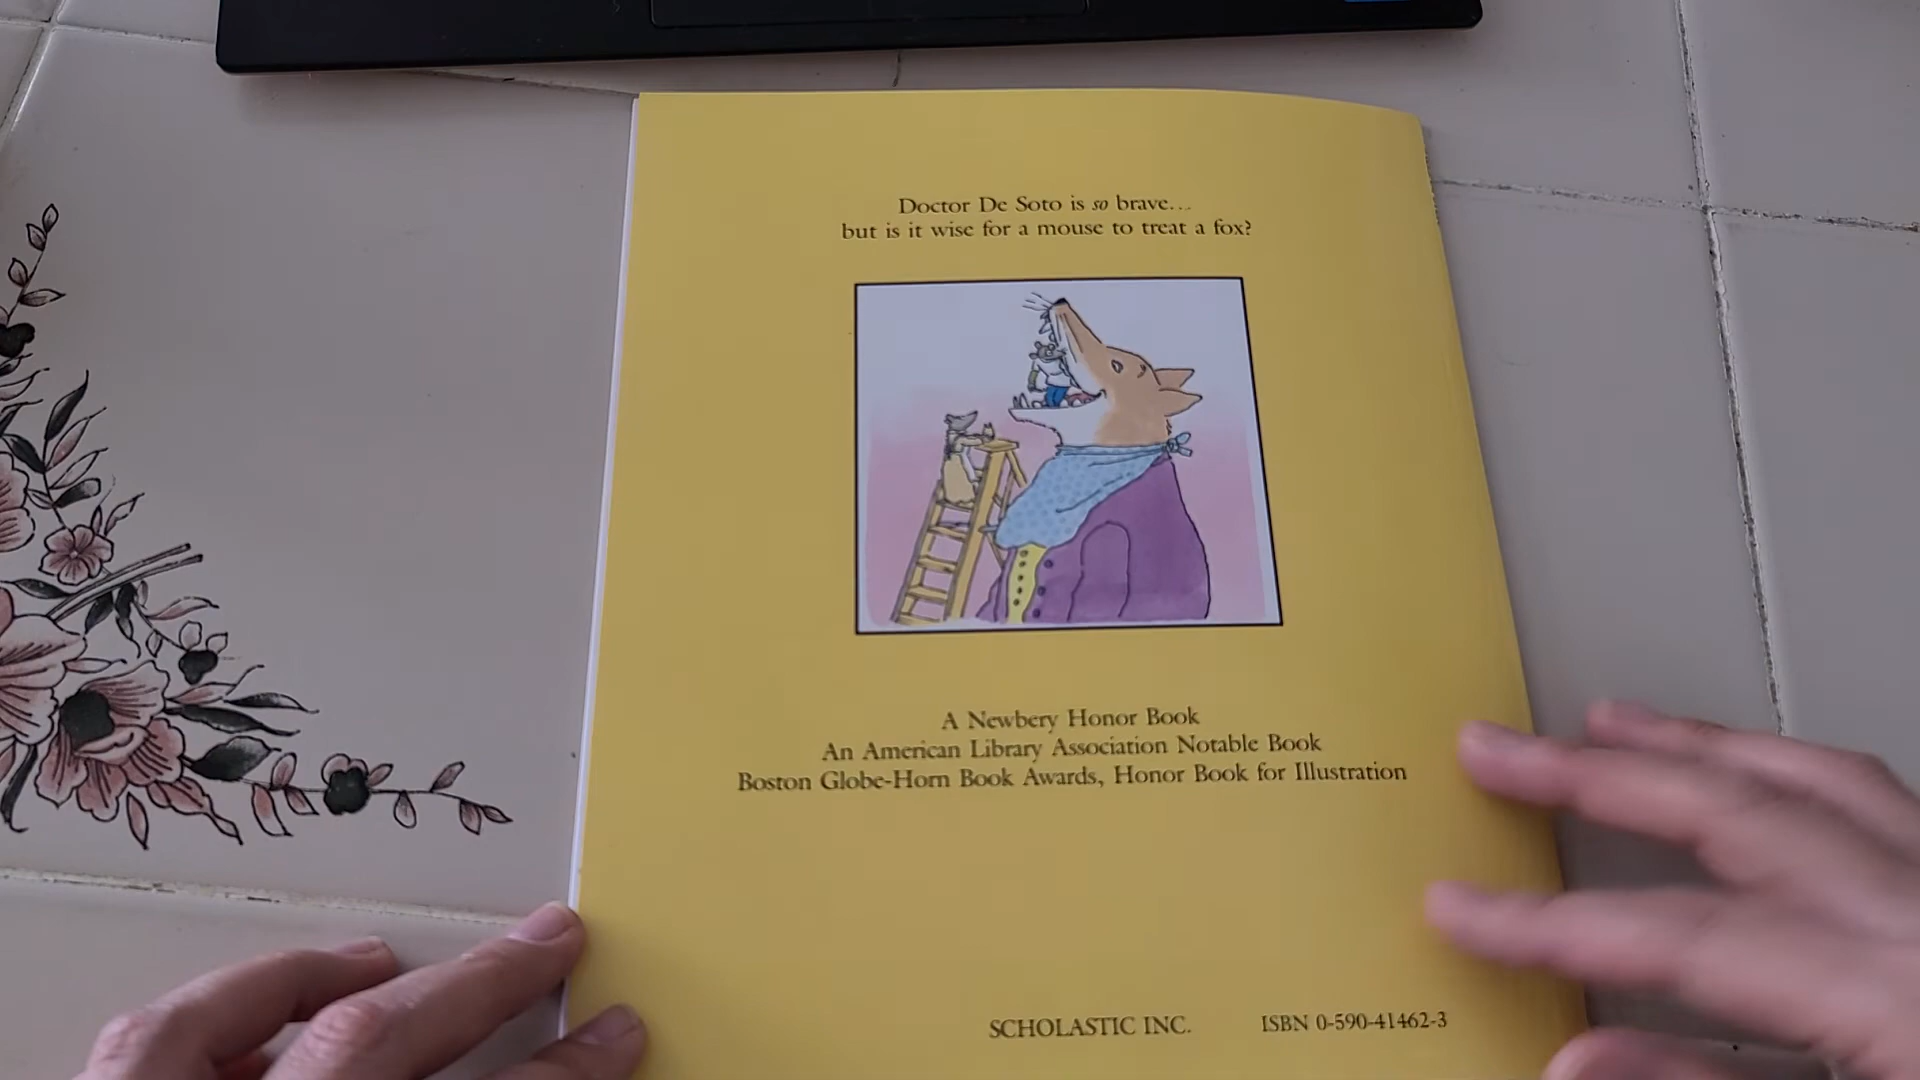 Doctor De Soto is so brave...
but is it wise for a mouse to treat a fox?
A Newbery Honor Book
An American Library Association Notable Book
Boston Globe-Horn Book Awards, Honor Book for Illustration
SCHOLASTIC INC. ISBN 0-590-41462-3